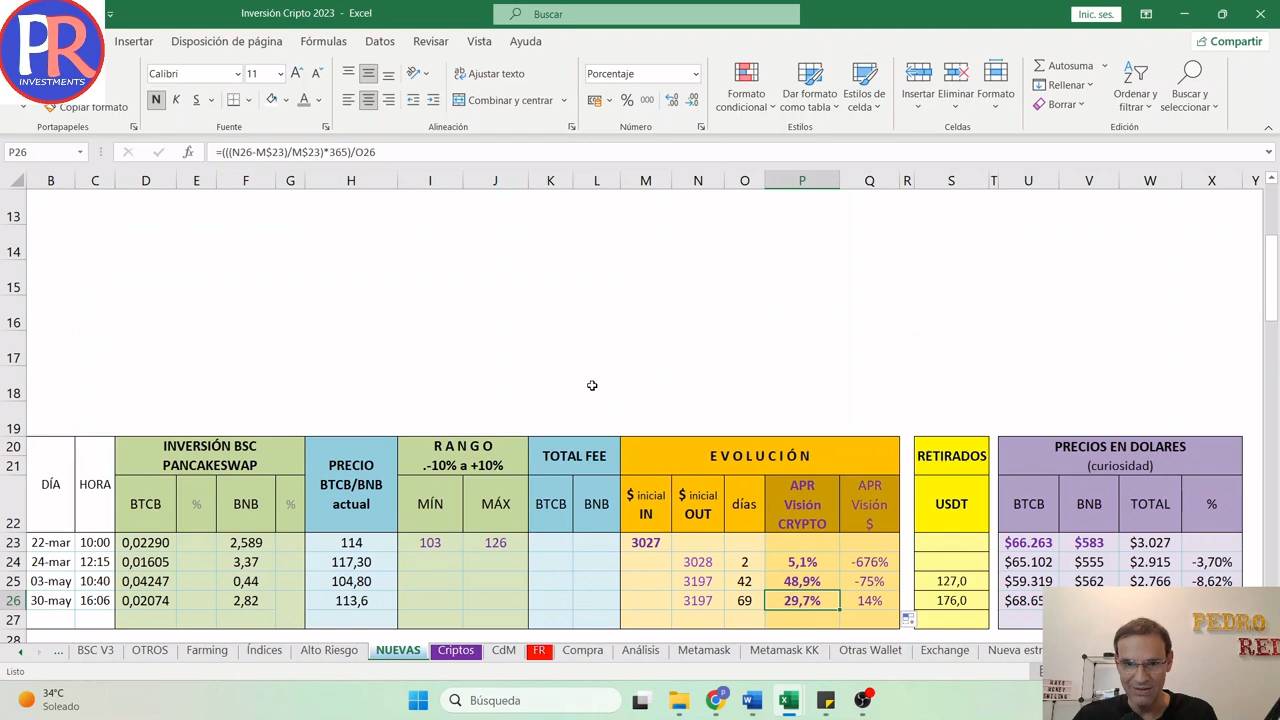 PR
INVESTMENTS
Inversión Cripto 2023 - Excel
Buscar
Inic. ses.
Insertar Disposición de página Fórmulas Datos Revisar Vista Ayuda
Compartir
Calibri 11 Ajustar texto Porcentaje Autosuma
Rellenar
N K S Combinar y centrar % 000 Formato condicional Dar formato como tabla Estilos de celda Insertar Eliminar Formato Ordenar y filtrar Buscar y seleccionar
Copiar formato Borrar
Portapapeles Fuente Alineación Número Estilos Celdas Edición
P26 fx =(((N26-M$23)/M$23)*365)/O26
B C D E F G H I J K L M N O P Q R S T U V W X Y
13
14
15
16
17
18
19
20 INVERSIÓN BSC PANCAKESWAP R A N G O .-10% a +10% TOTAL FEE E V O L U C I Ó N RETIRADOS PRECIOS EN DOLARES (curiosidad)
21 DÍA HORA PRECIO BTCB/BNB actual
22 BTCB % BNB % MÍN MÁX BTCB BNB $ inicial IN $ inicial OUT días APR Visión CRYPTO APR Visión $ USDT BTCB BNB TOTAL %
23 22-mar 10:00 0,02290 2,589 114 103 126 3027 $66.263 $583 $3.027
24 24-mar 12:15 0,01605 3,37 117,30 3028 2 5,1% -676% $65.102 $555 $2.915 -3,70%
25 03-may 10:40 0,04247 0,44 104,80 3197 42 48,9% -75% 127,0 $59.319 $562 $2.766 -8,62%
26 30-may 16:06 0,02074 2,82 113,6 3197 69 29,7% 14% 176,0 $68.65
27
28
PEDRO
RE
... BSC V3 OTROS Farming Índices Alto Riesgo NUEVAS Criptos CdM FR Compra Análisis Metamask Metamask KK Otras Wallet Exchange Nueva estr
Listo
34°C
Soleado
Búsqueda